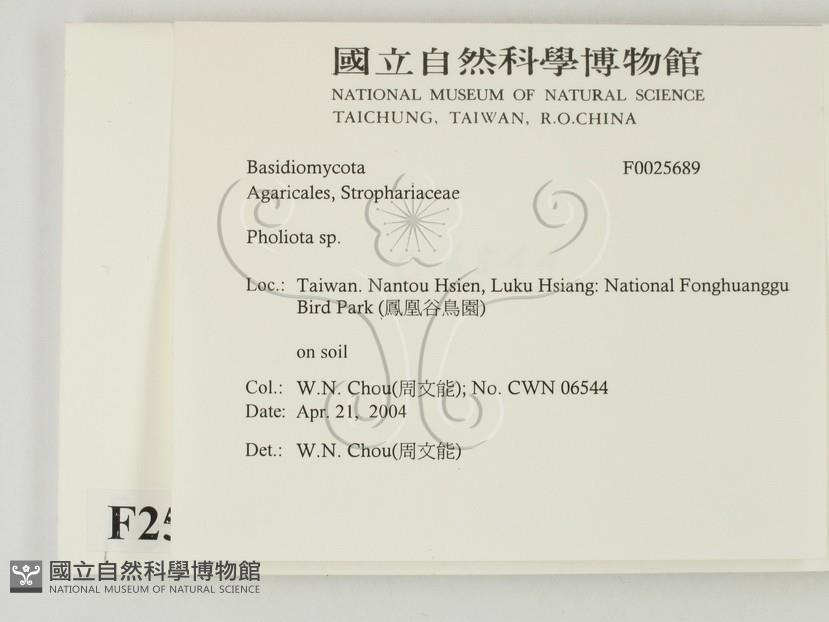 國立自然科學博物館
NATIONAL MUSEUM OF NATURAL SCIENCE
TAICHUNG, TAIWAN, R.O.CHINA
Basidiomycota F0025689
Agaricales, Strophariaceae
Pholiota sp.
Loc.: Taiwan. Nantou Hsien, Luku Hsiang: National Fonghuanggu
Bird Park (鳳凰谷鳥園)
on soil
Col.: W.N. Chou(周文能); No. CWN 06544
Date: Apr. 21, 2004
Det.: W.N. Chou(周文能)
F25
國立自然科學博物館
NATIONAL MUSEUM OF NATURAL SCIENCE